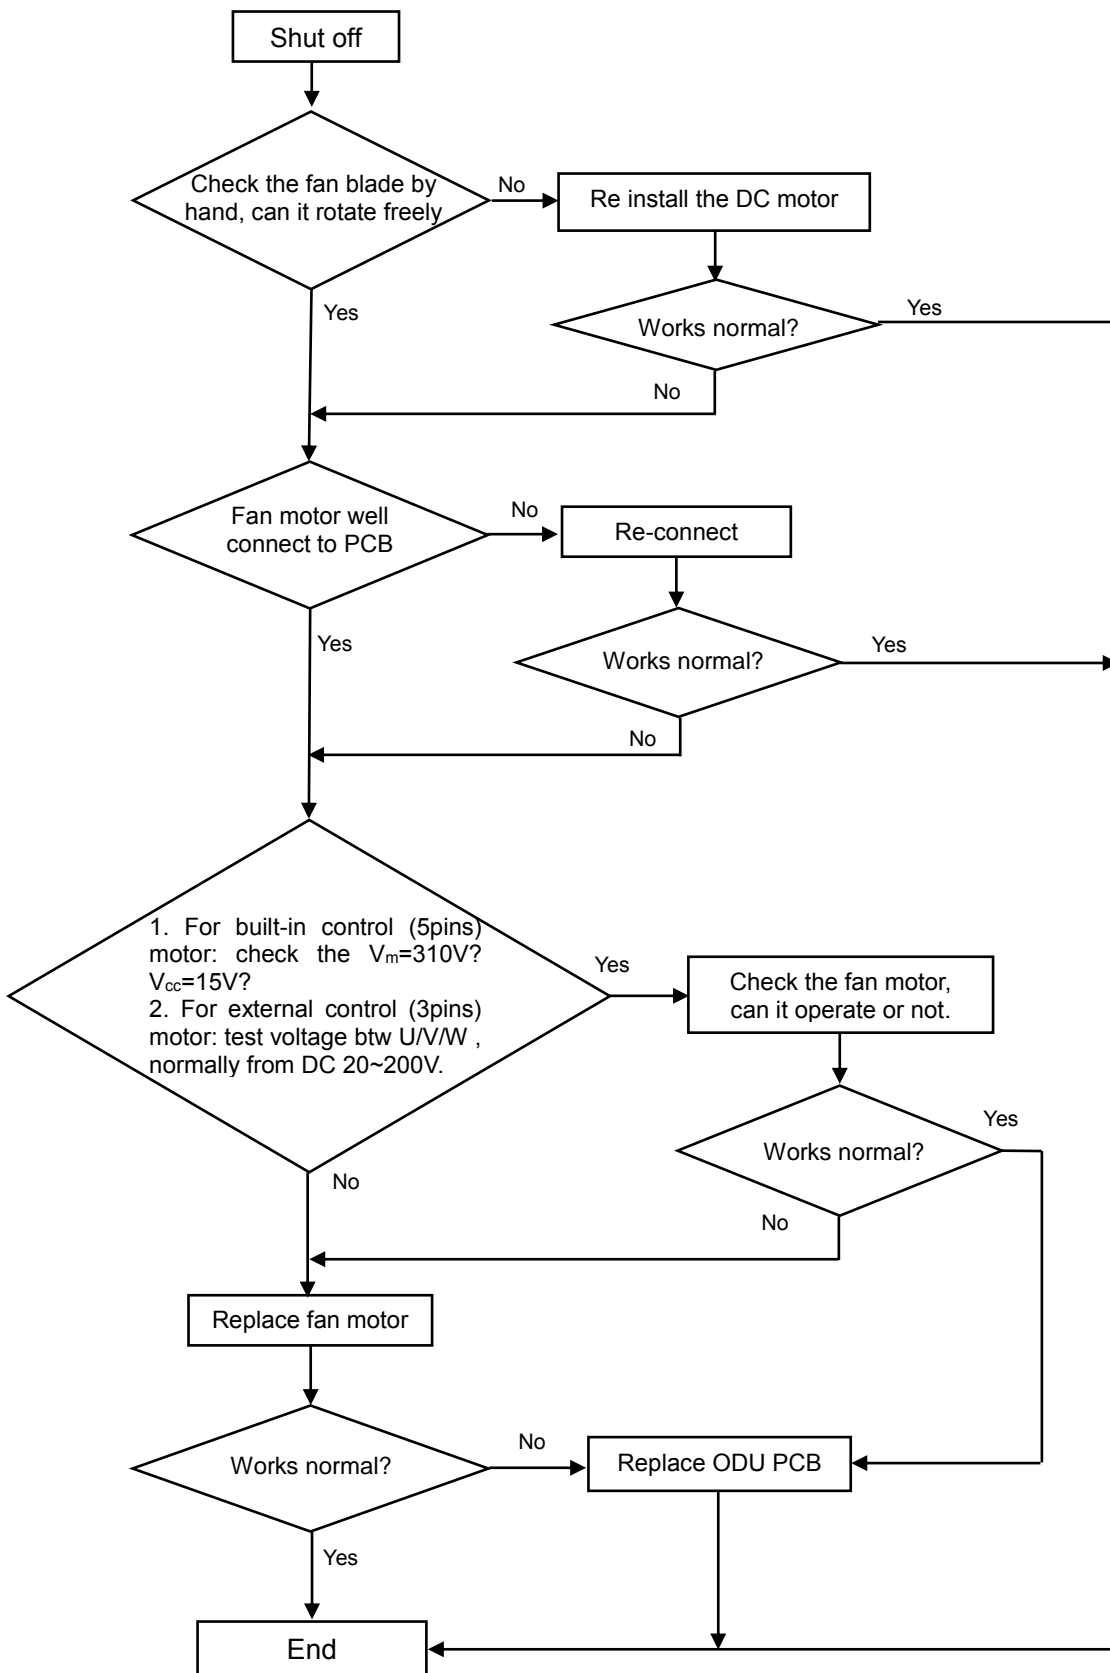 Shut off
Check the fan blade by
hand, can it rotate freely
No
Re install the DC motor
Yes
Works normal?
Yes
No
Fan motor well
connect to PCB
No
Re-connect
Yes
Works normal?
Yes
No
1. For built-in control (5pins)
motor: check the Vm=310V?
Vcc=15V?
2. For external control (3pins)
motor: test voltage btw U/V/W ,
normally from DC 20~200V.
Yes
Check the fan motor,
can it operate or not.
No
Works normal?
Yes
No
Replace fan motor
Works normal?
No
Replace ODU PCB
Yes
End